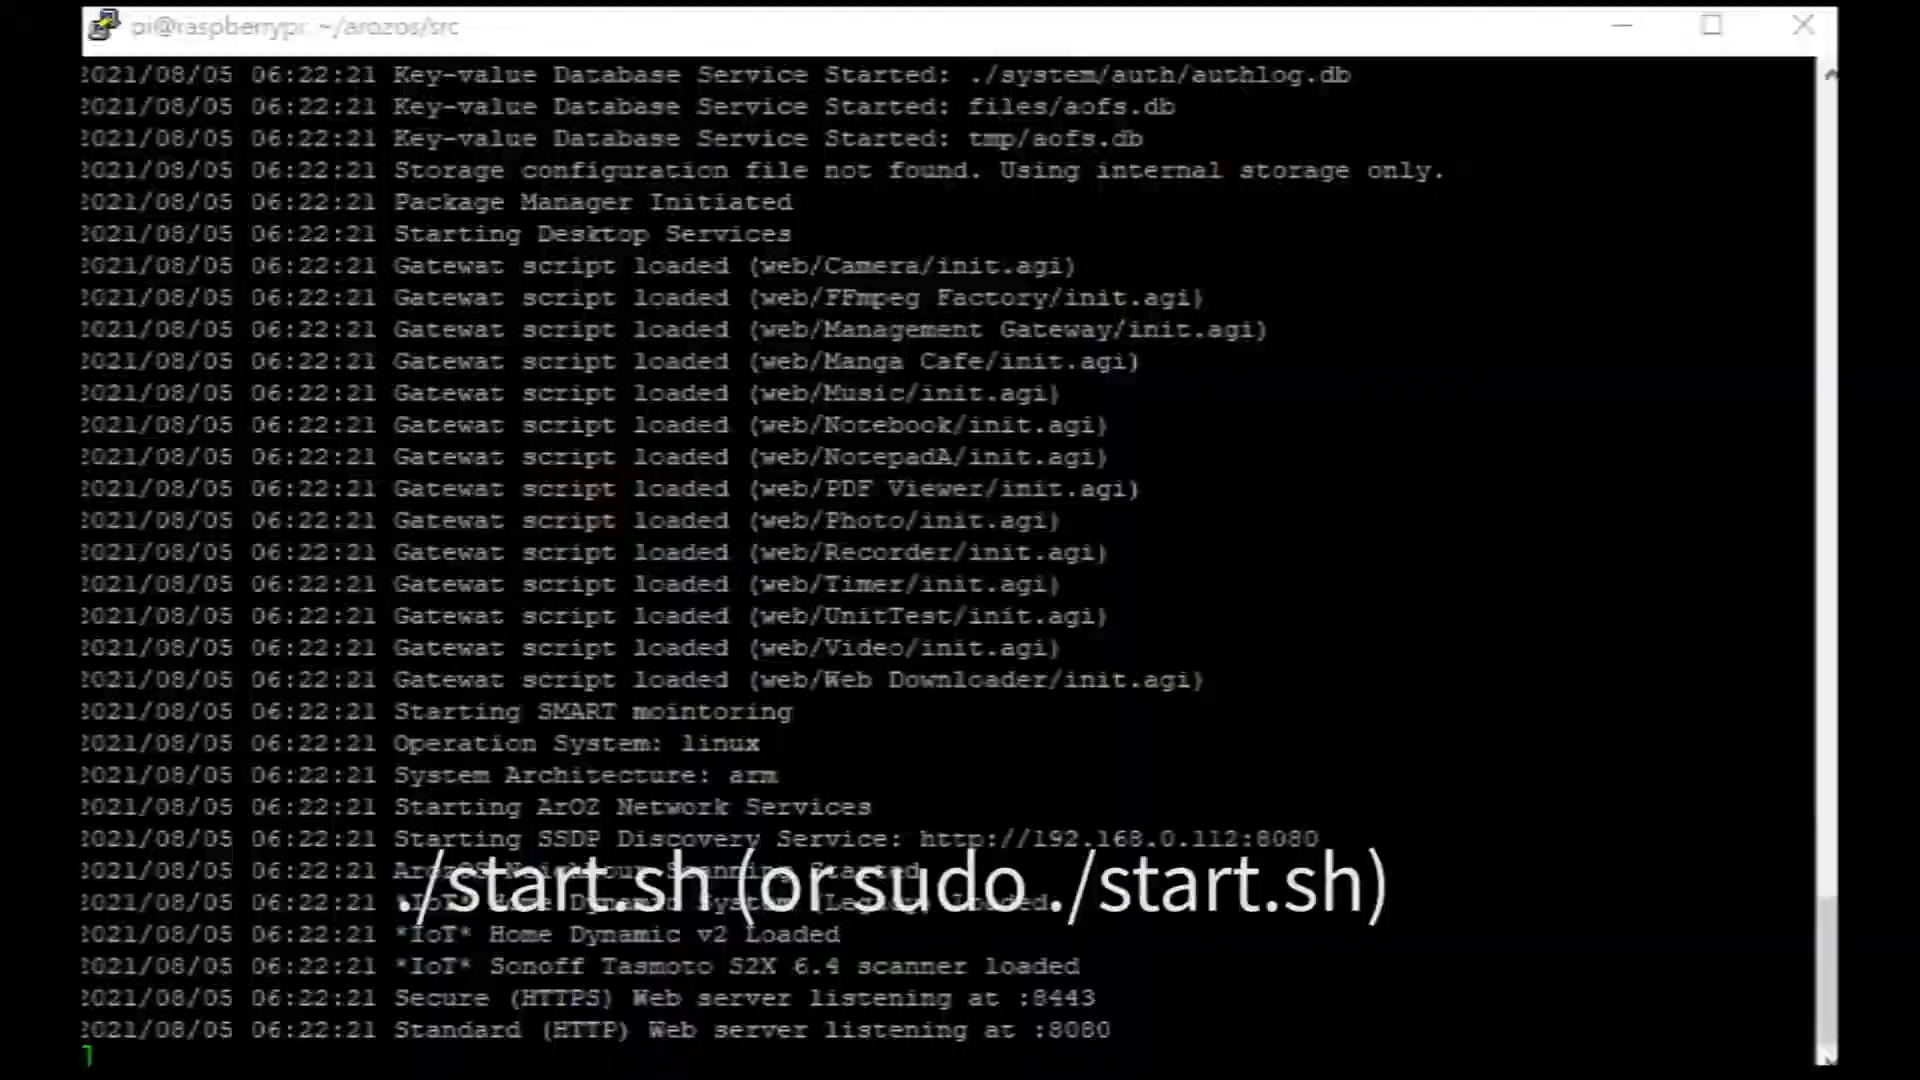 pi@raspberrypi: ~/arozos/src
2021/08/05 06:22:21 Key-value Database Service Started: ./system/auth/authlog.db
2021/08/05 06:22:21 Key-value Database Service Started: files/aofs.db
2021/08/05 06:22:21 Key-value Database Service Started: tmp/aofs.db
2021/08/05 06:22:21 Storage configuration file not found. Using internal storage only.
2021/08/05 06:22:21 Package Manager Initiated
2021/08/05 06:22:21 Starting Desktop Services
2021/08/05 06:22:21 Gatewat script loaded (web/Camera/init.agi)
2021/08/05 06:22:21 Gatewat script loaded (web/FFmpeg Factory/init.agi)
2021/08/05 06:22:21 Gatewat script loaded (web/Management Gateway/init.agi)
2021/08/05 06:22:21 Gatewat script loaded (web/Manga Cafe/init.agi)
2021/08/05 06:22:21 Gatewat script loaded (web/Music/init.agi)
2021/08/05 06:22:21 Gatewat script loaded (web/Notebook/init.agi)
2021/08/05 06:22:21 Gatewat script loaded (web/NotepadA/init.agi)
2021/08/05 06:22:21 Gatewat script loaded (web/PDF Viewer/init.agi)
2021/08/05 06:22:21 Gatewat script loaded (web/Photo/init.agi)
2021/08/05 06:22:21 Gatewat script loaded (web/Recorder/init.agi)
2021/08/05 06:22:21 Gatewat script loaded (web/Timer/init.agi)
2021/08/05 06:22:21 Gatewat script loaded (web/UnitTest/init.agi)
2021/08/05 06:22:21 Gatewat script loaded (web/Video/init.agi)
2021/08/05 06:22:21 Gatewat script loaded (web/Web Downloader/init.agi)
2021/08/05 06:22:21 Starting SMART mointoring
2021/08/05 06:22:21 Operation System: linux
2021/08/05 06:22:21 System Architecture: arm
2021/08/05 06:22:21 Starting ArOZ Network Services
2021/08/05 06:22:21 Starting SSDP Discovery Service: http://192.168.0.112:8080
2021/08/05 06:22:21 ArozOS Neighbour Scanning Started
./start.sh (or sudo ./start.sh)
2021/08/05 06:22:21 *IoT* Home Dynamic System (Legacy) Loaded
2021/08/05 06:22:21 *IoT* Home Dynamic v2 Loaded
2021/08/05 06:22:21 *IoT* Sonoff Tasmoto S2X 6.4 scanner loaded
2021/08/05 06:22:21 Secure (HTTPS) Web server listening at :8443
2021/08/05 06:22:21 Standard (HTTP) Web server listening at :8080